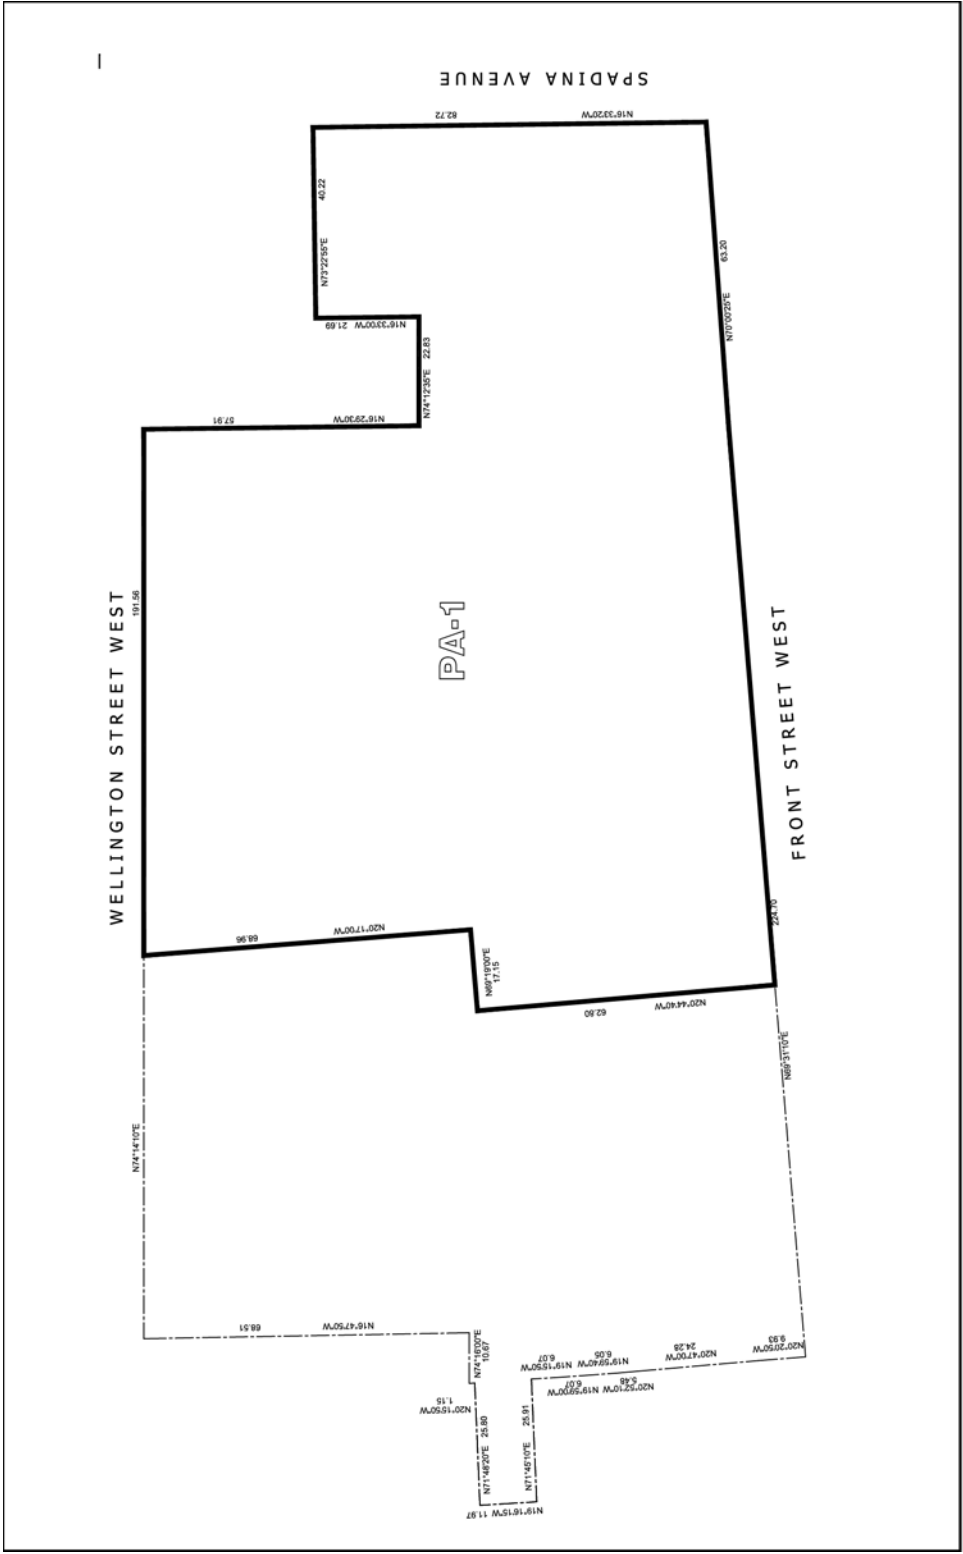 SPADINA AVENUE
82.72
N16°33'20"W
40.22
N73°22'55"E
21.69 N16°33'00"W
N74°12'35"E 22.83
57.91
N16°29'30"W
63.20
N70°00'25"E
WELLINGTON STREET WEST
191.56
PA-1
FRONT STREET WEST
224.70
68.96
N20°17'00"W
N69°19'00"E
17.15
62.80
N20°44'40"W
N69°31'10"E
N74°14'10"E
68.51
N16°47'50"W
N74°16'00"E
10.67
1.15
N20°15'50"W
N71°48'20"E 25.80
N71°45'10"E 25.91
11.97 N19°16'15"W
6.07
N19°15'50"W
6.05
N19°59'40"W
24.28
N20°47'00"W
9.93
N20°20'50"W
6.07
N19°59'00"W
5.48
N20°52'10"W